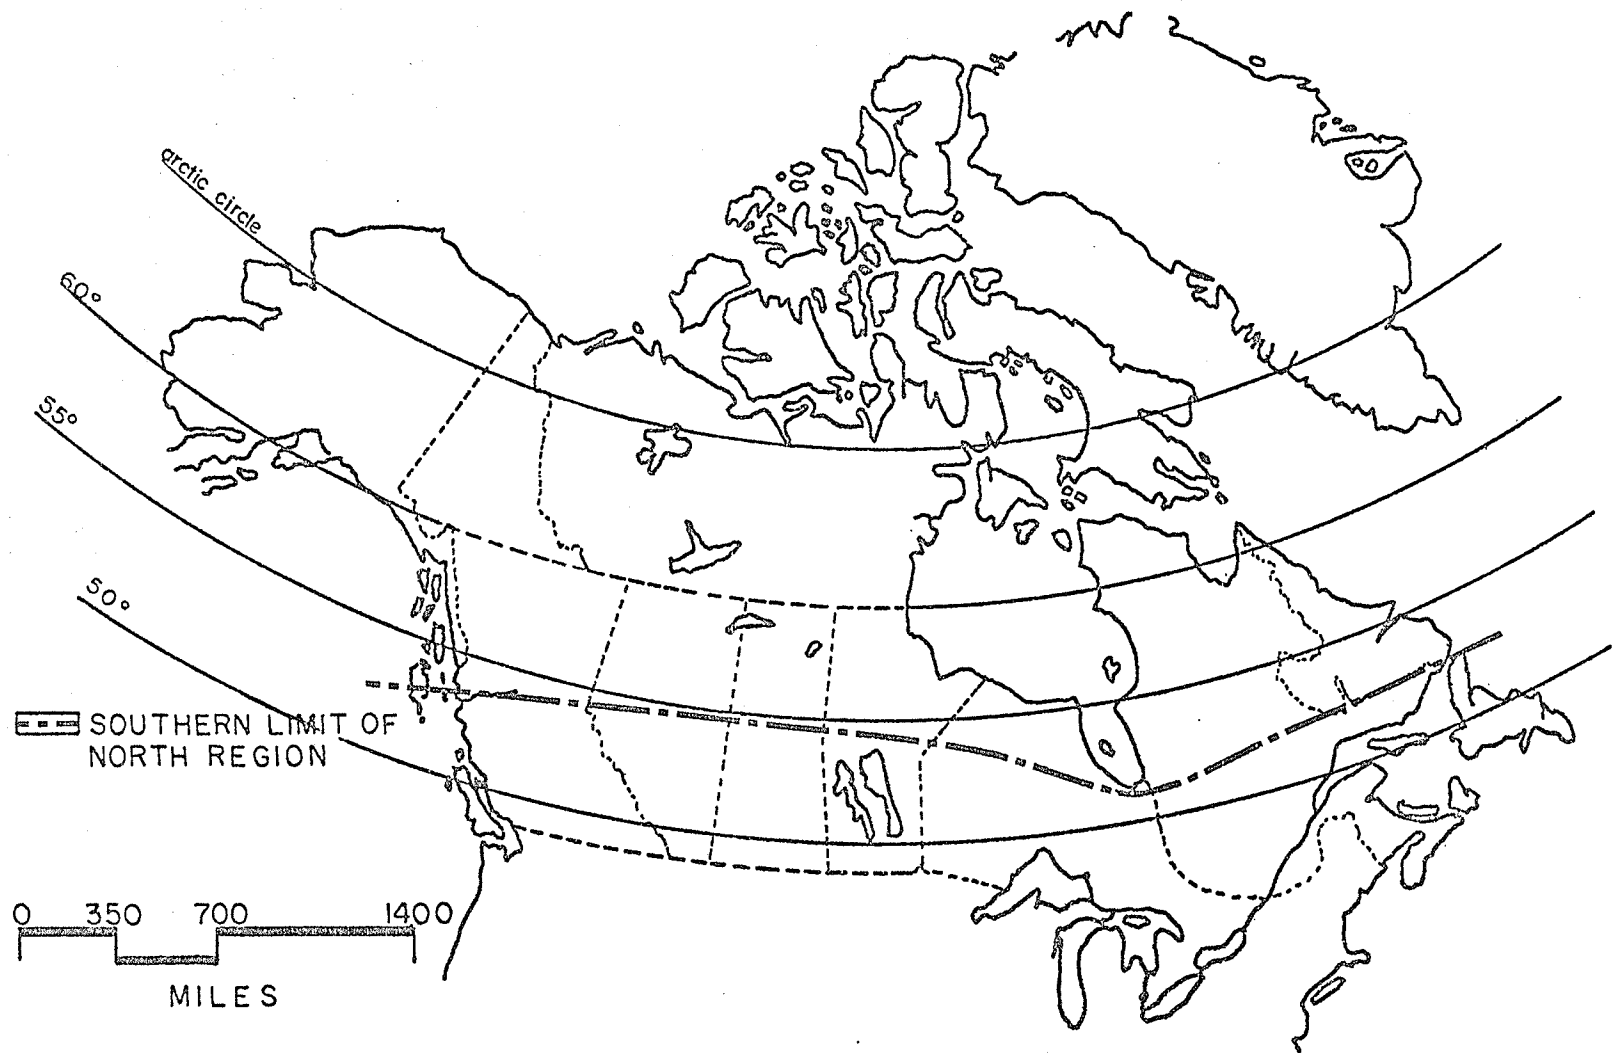 arctic circle
60°
55°
50°
SOUTHERN LIMIT OF
NORTH REGION
0 350 700 1400
MILES